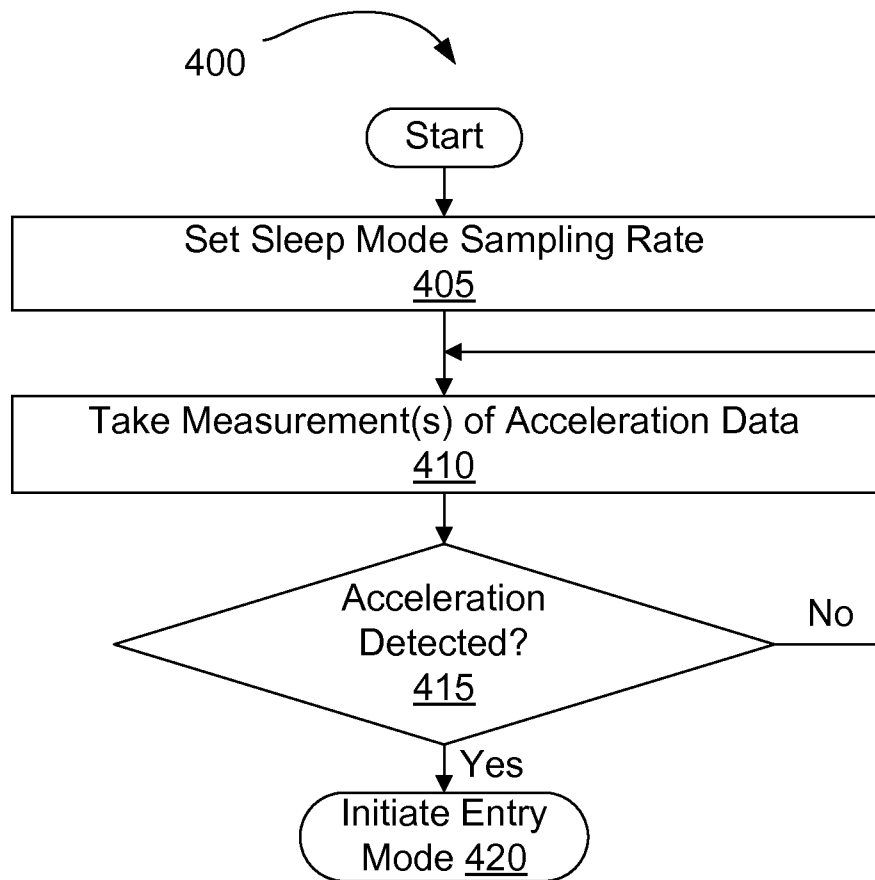 400
Start
Set Sleep Mode Sampling Rate
405
Take Measurement(s) of Acceleration Data
410
Acceleration
Detected?
415
No
Yes
Initiate Entry
Mode 420